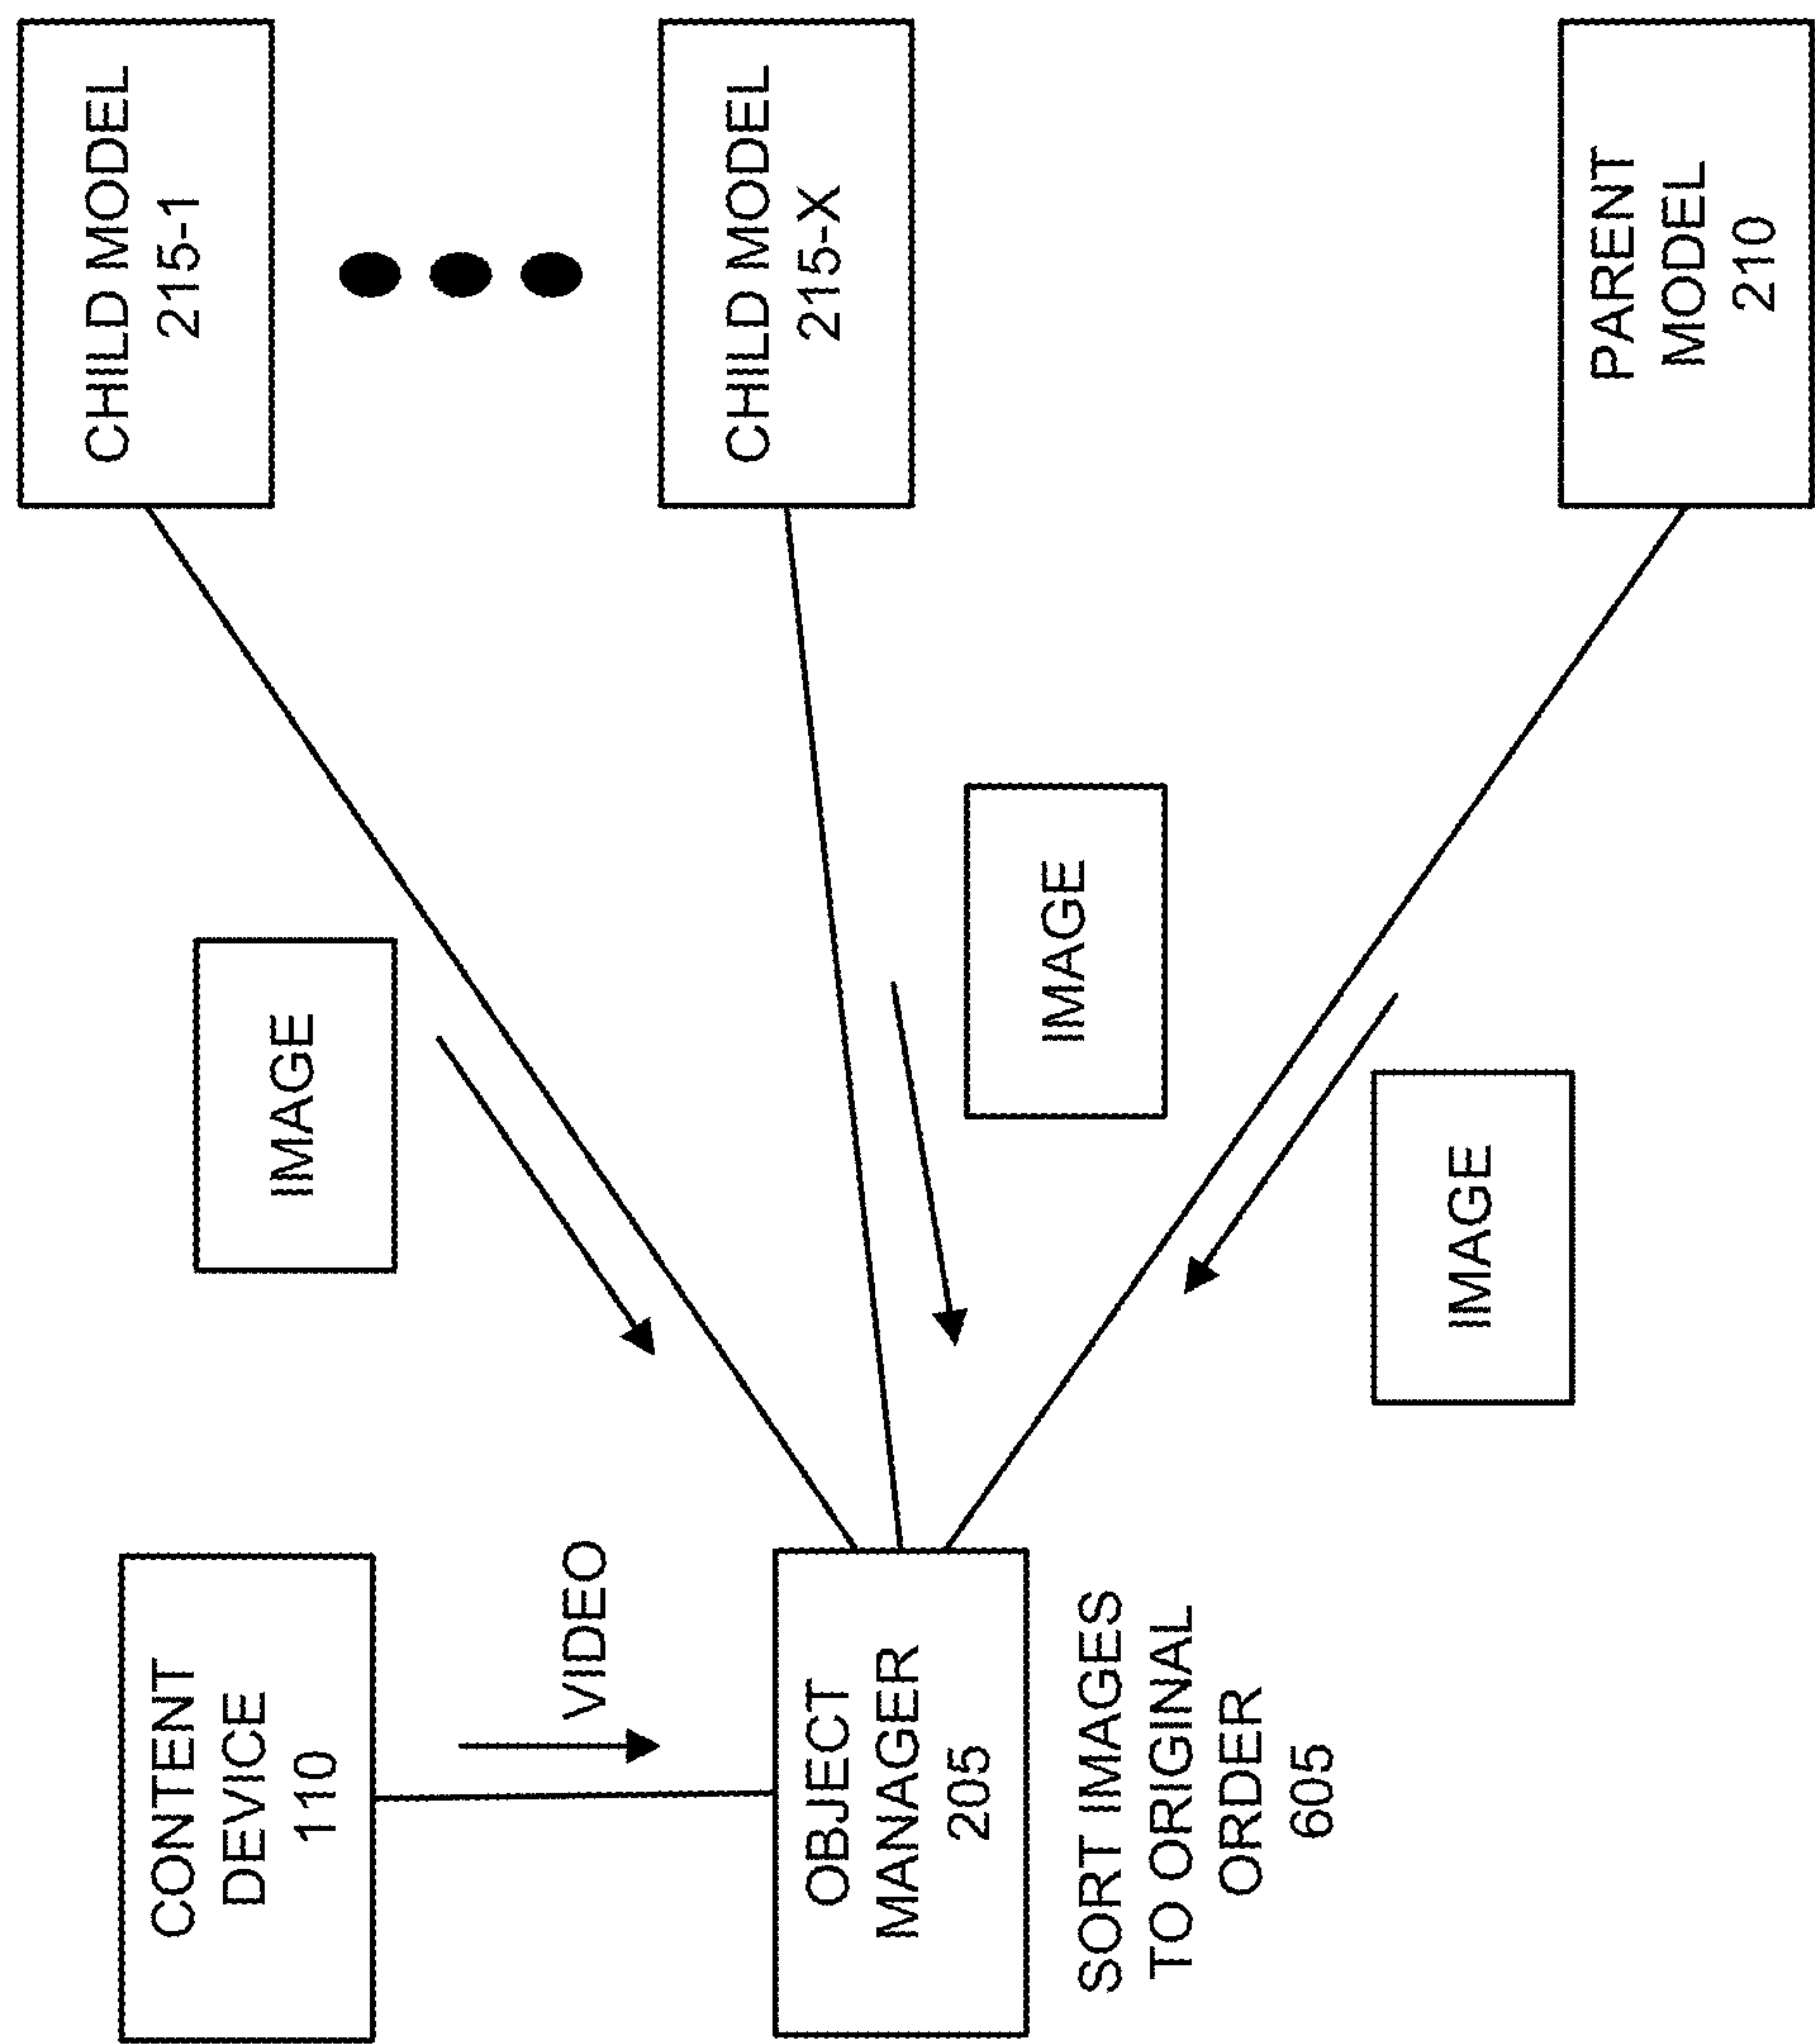 CONTENT
DEVICE
110
VIDEO
OBJECT
MANAGER
205
SORT IMAGES
TO ORIGINAL
ORDER
605
IMAGE
IMAGE
IMAGE
CHILD MODEL
215-1
CHILD MODEL
215-X
PARENT
MODEL
210